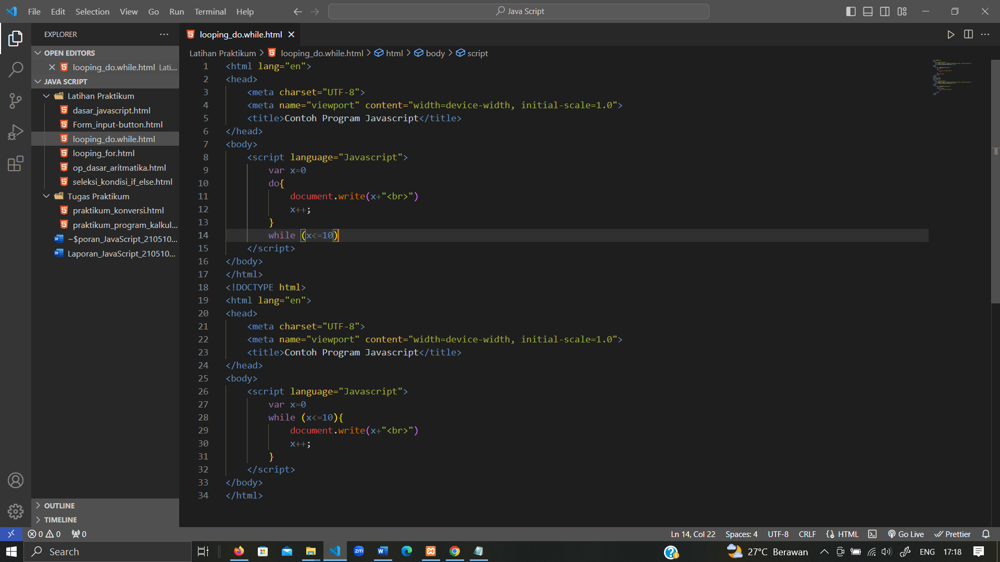 File Edit Selection View Go Run Terminal Help
Java Script
EXPLORER
OPEN EDITORS
looping_do.while.html Lati...
JAVA SCRIPT
Latihan Praktikum
dasar_javascript.html
Form_input-button.html
looping_do.while.html
looping_for.html
op_dasar_aritmatika.html
seleksi_kondisi_if_else.html
Tugas Praktikum
praktikum_konversi.html
praktikum_program_kalkul...
~$poran_JavaScript_210510...
Laporan_JavaScript_210510...
OUTLINE
TIMELINE
looping_do.while.html
Latihan Praktikum > looping_do.while.html > html > body > script
1 <html lang="en">
2 <head>
3 <meta charset="UTF-8">
4 <meta name="viewport" content="width=device-width, initial-scale=1.0">
5 <title>Contoh Program Javascript</title>
6 </head>
7 <body>
8 <script language="Javascript">
9 var x=0
10 do{
11 document.write(x+"<br>")
12 x++;
13 }
14 while (x<=10)
15 </script>
16 </body>
17 </html>
18 <!DOCTYPE html>
19 <html lang="en">
20 <head>
21 <meta charset="UTF-8">
22 <meta name="viewport" content="width=device-width, initial-scale=1.0">
23 <title>Contoh Program Javascript</title>
24 </head>
25 <body>
26 <script language="Javascript">
27 var x=0
28 while (x<=10){
29 document.write(x+"<br>")
30 x++;
31 }
32 </script>
33 </body>
34 </html>
0 0 0
Ln 14, Col 22 Spaces: 4 UTF-8 CRLF HTML Go Live Prettier
Search
zm
27°C Berawan ENG 17:18